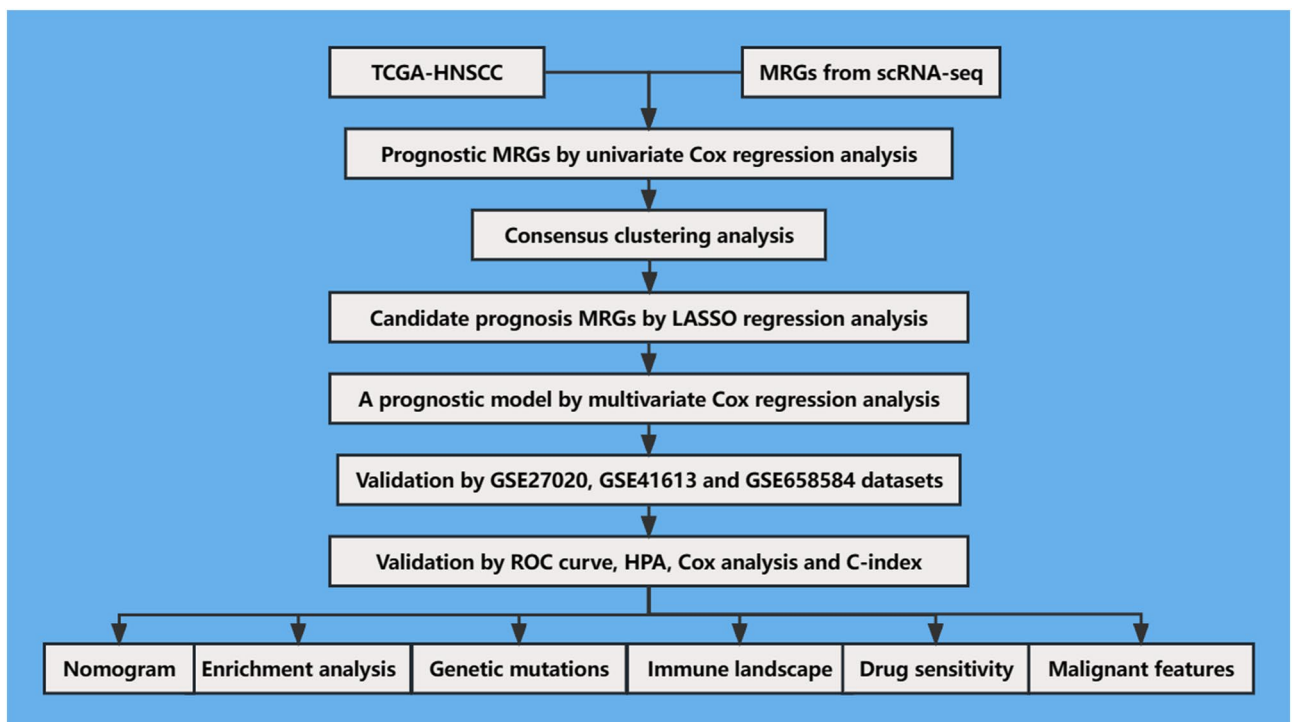 TCGA-HNSCC
MRGs from scRNA-seq
Prognostic MRGs by univariate Cox regression analysis
Consensus clustering analysis
Candidate prognosis MRGs by LASSO regression analysis
A prognostic model by multivariate Cox regression analysis
Validation by GSE27020, GSE41613 and GSE658584 datasets
Validation by ROC curve, HPA, Cox analysis and C-index
Nomogram
Enrichment analysis
Genetic mutations
Immune landscape
Drug sensitivity
Malignant features